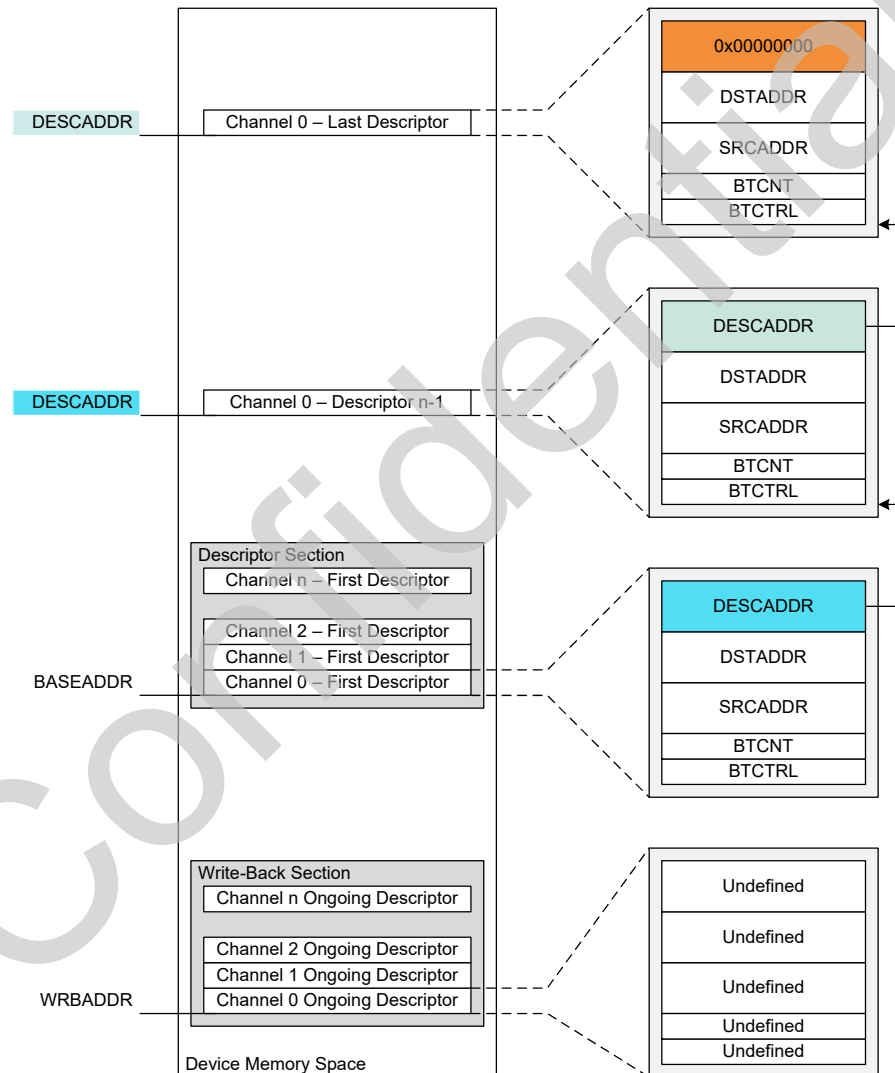 0x00000000
DSTADDR
DESCADDR
Channel 0 – Last Descriptor
SRCADDR
BTCNT
BTCTRL
DESCADDR
DSTADDR
DESCADDR
Channel 0 – Descriptor n-1
SRCADDR
BTCNT
BTCTRL
Descriptor Section
Channel n – First Descriptor
DESCADDR
Channel 2 – First Descriptor
Channel 1 – First Descriptor
DSTADDR
BASEADDR
Channel 0 – First Descriptor
SRCADDR
BTCNT
BTCTRL
Write-Back Section
Channel n Ongoing Descriptor
Undefined
Channel 2 Ongoing Descriptor
Undefined
Channel 1 Ongoing Descriptor
Undefined
WRBADDR
Channel 0 Ongoing Descriptor
Undefined
Undefined
Device Memory Space
Confidential